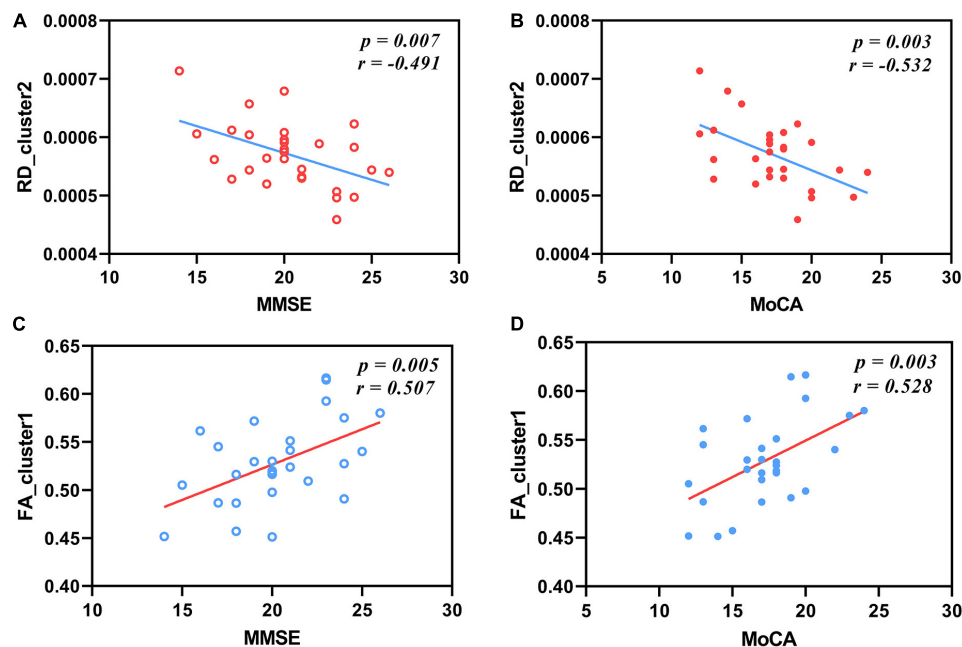 A
0.0008
0.0007
0.0006
0.0005
0.0004
RD_cluster2
p = 0.007
r = -0.491
10 15 20 25 30
MMSE
B
0.0008
0.0007
0.0006
0.0005
0.0004
RD_cluster2
p = 0.003
r = -0.532
5 10 15 20 25 30
MoCA
C
0.65
0.60
0.55
0.50
0.45
0.40
FA_cluster1
p = 0.005
r = 0.507
10 15 20 25 30
MMSE
D
0.65
0.60
0.55
0.50
0.45
0.40
FA_cluster1
p = 0.003
r = 0.528
5 10 15 20 25 30
MoCA